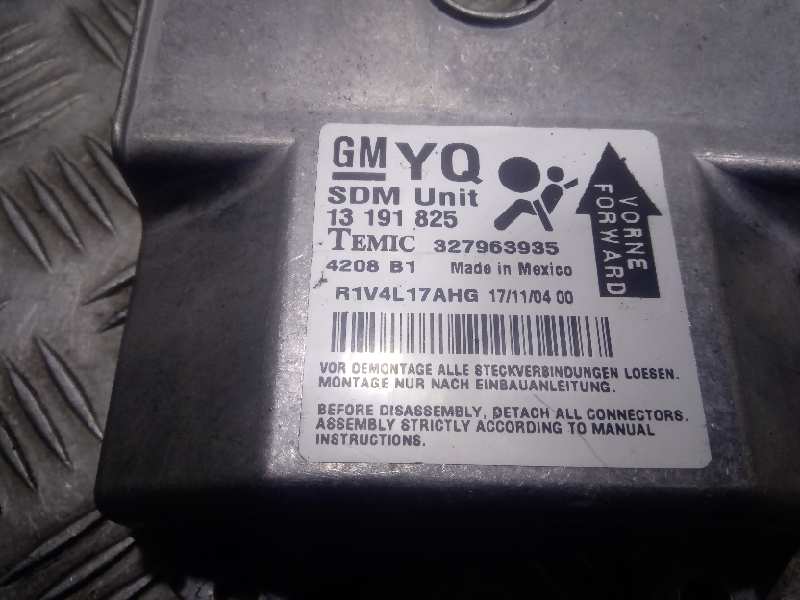 GM YQ
SDM Unit
13 191 825
TEMIC 327963935
4208 B1 Made in Mexico
R1V4L17AHG 17/11/04 00
VORNE
FORWARD
VOR DEMONTAGE ALLE STECKVERBINDUNGEN LOESEN.
MONTAGE NUR NACH EINBAUANLEITUNG.
BEFORE DISASSEMBLY, DETACH ALL CONNECTORS.
ASSEMBLY STRICTLY ACCORDING TO MANUAL
INSTRUCTIONS.